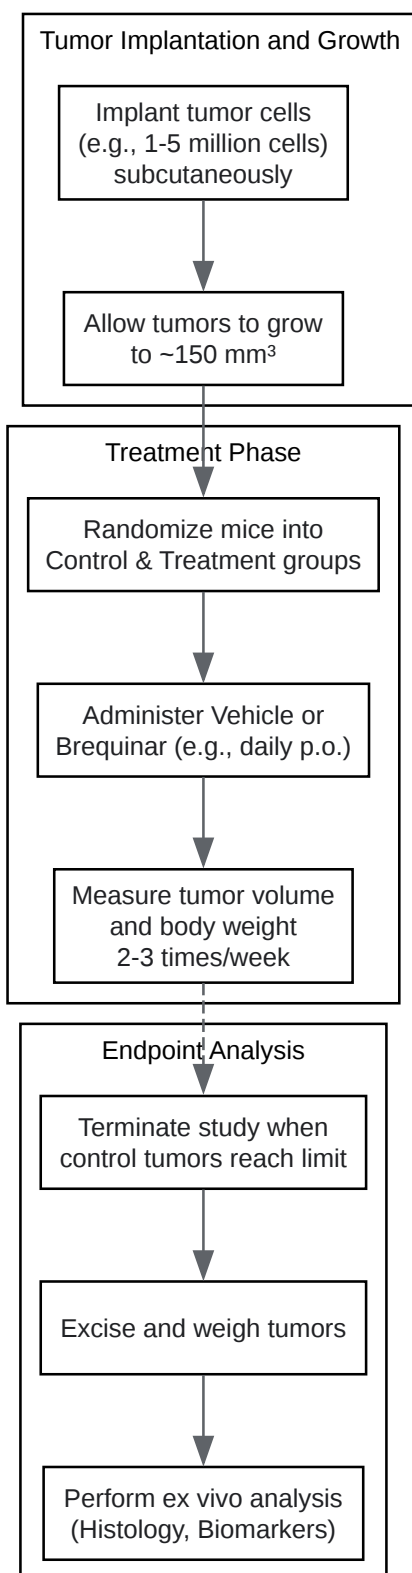 Tumor Implantation and Growth
Implant tumor cells
(e.g., 1-5 million cells)
subcutaneously
Allow tumors to grow
to ~150 mm³
Treatment Phase
Randomize mice into
Control & Treatment groups
Administer Vehicle or
Brequinar (e.g., daily p.o.)
Measure tumor volume
and body weight
2-3 times/week
Endpoint Analysis
Terminate study when
control tumors reach limit
Excise and weigh tumors
Perform ex vivo analysis
(Histology, Biomarkers)